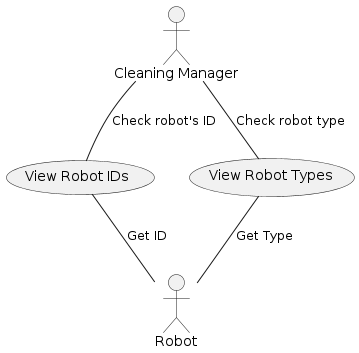 Cleaning Manager
Check robot's ID
Check robot type
View Robot IDs
View Robot Types
Get ID
Get Type
Robot